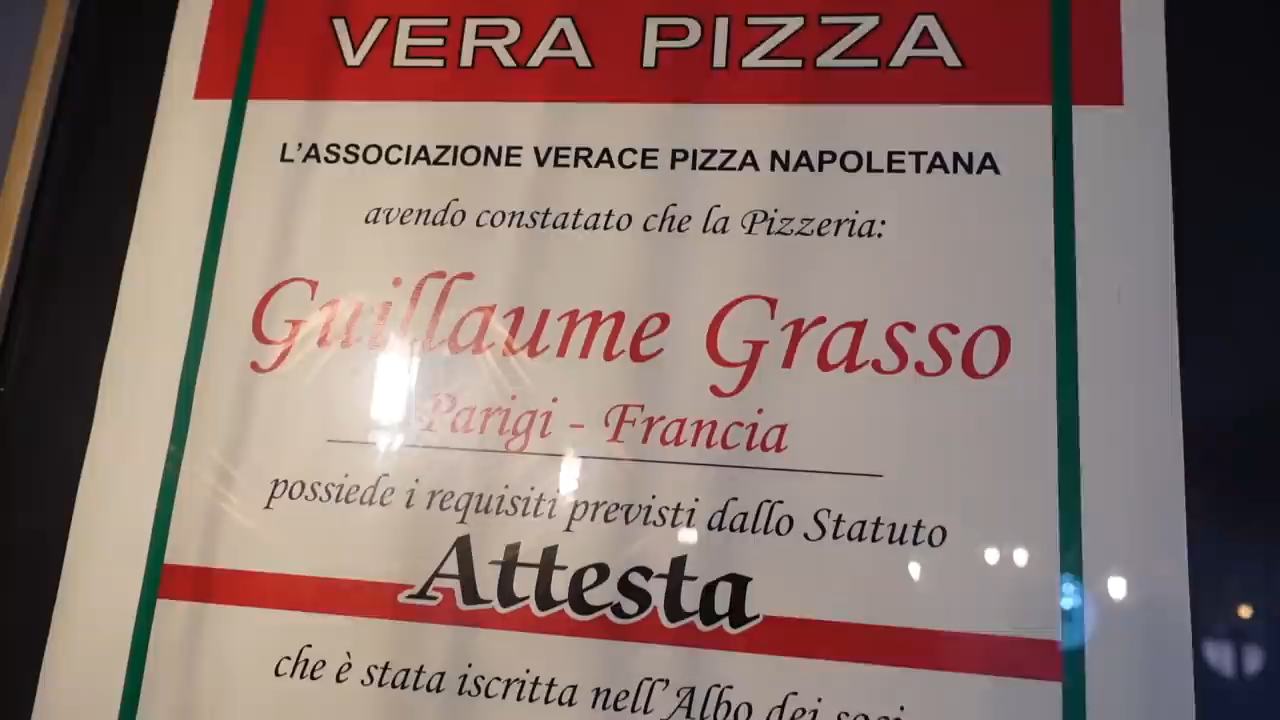 VERA PIZZA
L'ASSOCIAZIONE VERACE PIZZA NAPOLETANA
avendo constatato che la Pizzeria:
Guillaume Grasso
Parigi - Francia
possiede i requisiti previsti dallo Statuto
Attesta
che è stata iscritta nell'Albo dei soci